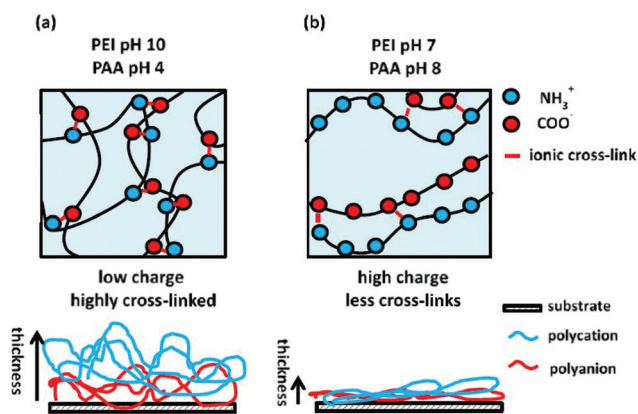 (a)
PEI pH 10
PAA pH 4
low charge
highly cross-linked
thickness
(b)
PEI pH 7
PAA pH 8
high charge
less cross-links
thickness
NH₃⁺
COO⁻
ionic cross-link
substrate
polycation
polyanion